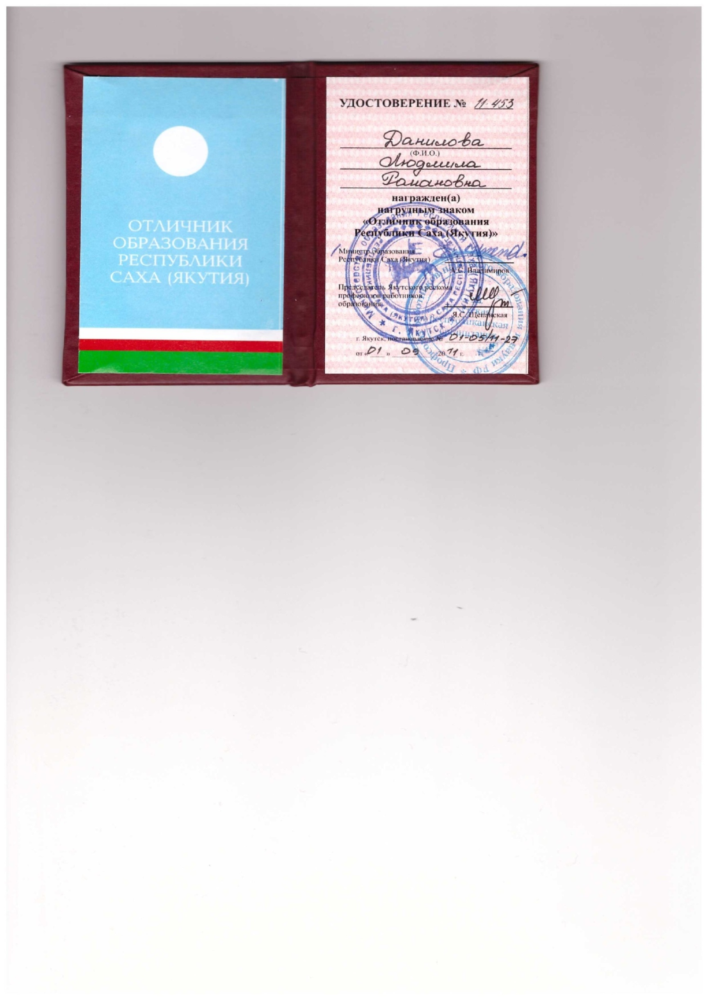 ОТЛИЧНИК
ОБРАЗОВАНИЯ
РЕСПУБЛИКИ
САХА (ЯКУТИЯ)
УДОСТОВЕРЕНИЕ № 11-453
Данилова
(Ф.И.О.)
Людмила
Романовна
награжден(а)
нагрудным знаком
«Отличник образования
Республики Саха (Якутия)»
Министр образования
Республики Саха (Якутия)
А.С. Владимиров
Председатель Якутского рескома
профсоюзов работников
образования
Я.С. Щепанская
г. Якутск, постановление № 01-05/11-27
от «01» 09 2011 г.
г. Якутск